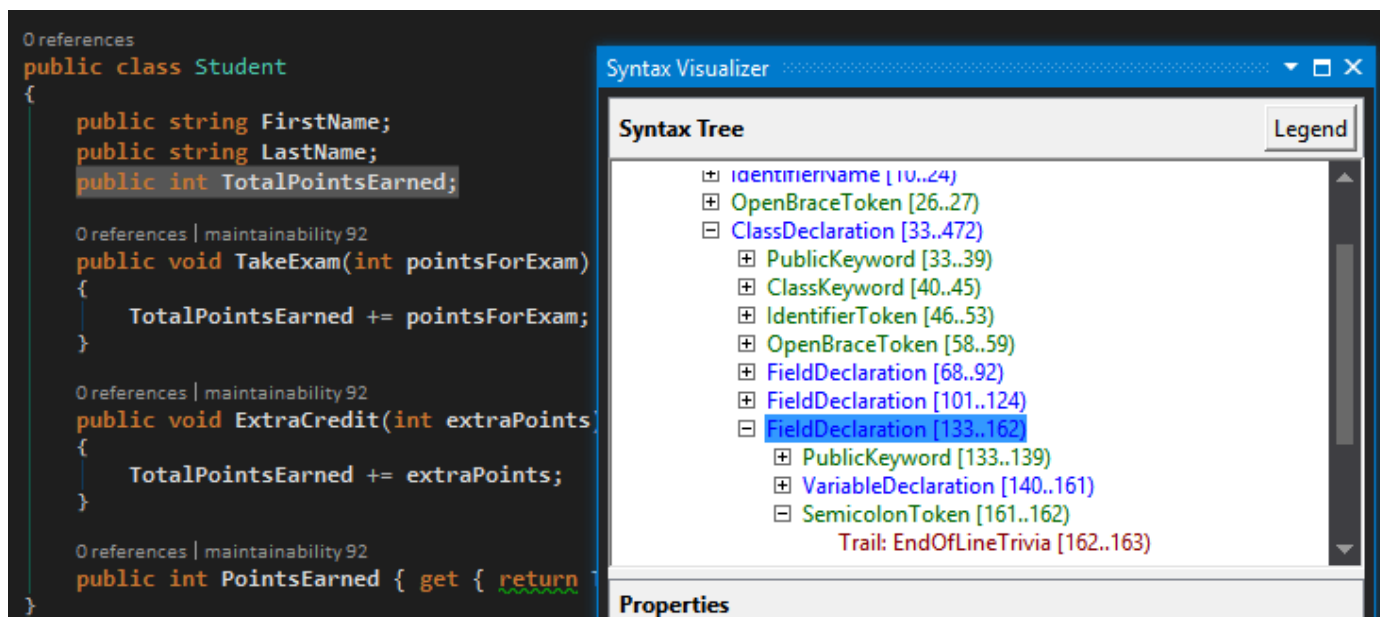 0 references
public class Student
{
public string FirstName;
public string LastName;
public int TotalPointsEarned;
0 references | maintainability 92
public void TakeExam(int pointsForExam)
{
TotalPointsEarned += pointsForExam;
}
0 references | maintainability 92
public void ExtraCredit(int extraPoints)
{
TotalPointsEarned += extraPoints;
}
0 references | maintainability 92
public int PointsEarned { get { return
}
Syntax Visualizer
Syntax Tree
Legend
IdentifierName [10..24)
OpenBraceToken [26..27)
ClassDeclaration [33..472)
PublicKeyword [33..39)
ClassKeyword [40..45)
IdentifierToken [46..53)
OpenBraceToken [58..59)
FieldDeclaration [68..92)
FieldDeclaration [101..124)
FieldDeclaration [133..162)
PublicKeyword [133..139)
VariableDeclaration [140..161)
SemicolonToken [161..162)
Trail: EndOfLineTrivia [162..163)
Properties